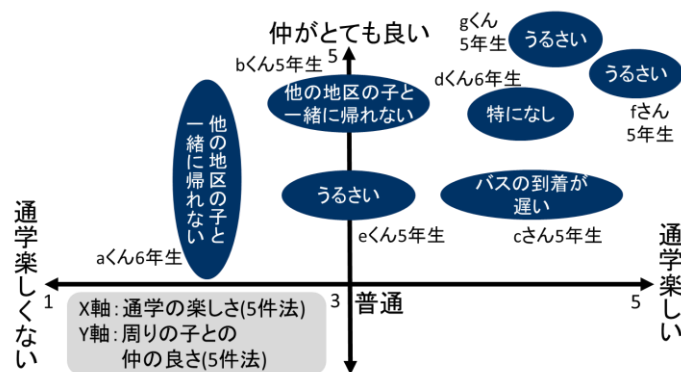 仲がとても良い
5
gくん
5年生
うるさい
bくん5年生
dくん6年生
うるさい
他の地区の子と
一緒に帰れない
特になし
fさん
5年生
他の地区の子と
一緒に帰れない
うるさい
バスの到着が
遅い
aくん6年生
eくん5年生
cさん5年生
通学楽しくない
1
3
普通
5
通学楽しい
X軸:通学の楽しさ(5件法)
Y軸:周りの子との
仲の良さ(5件法)